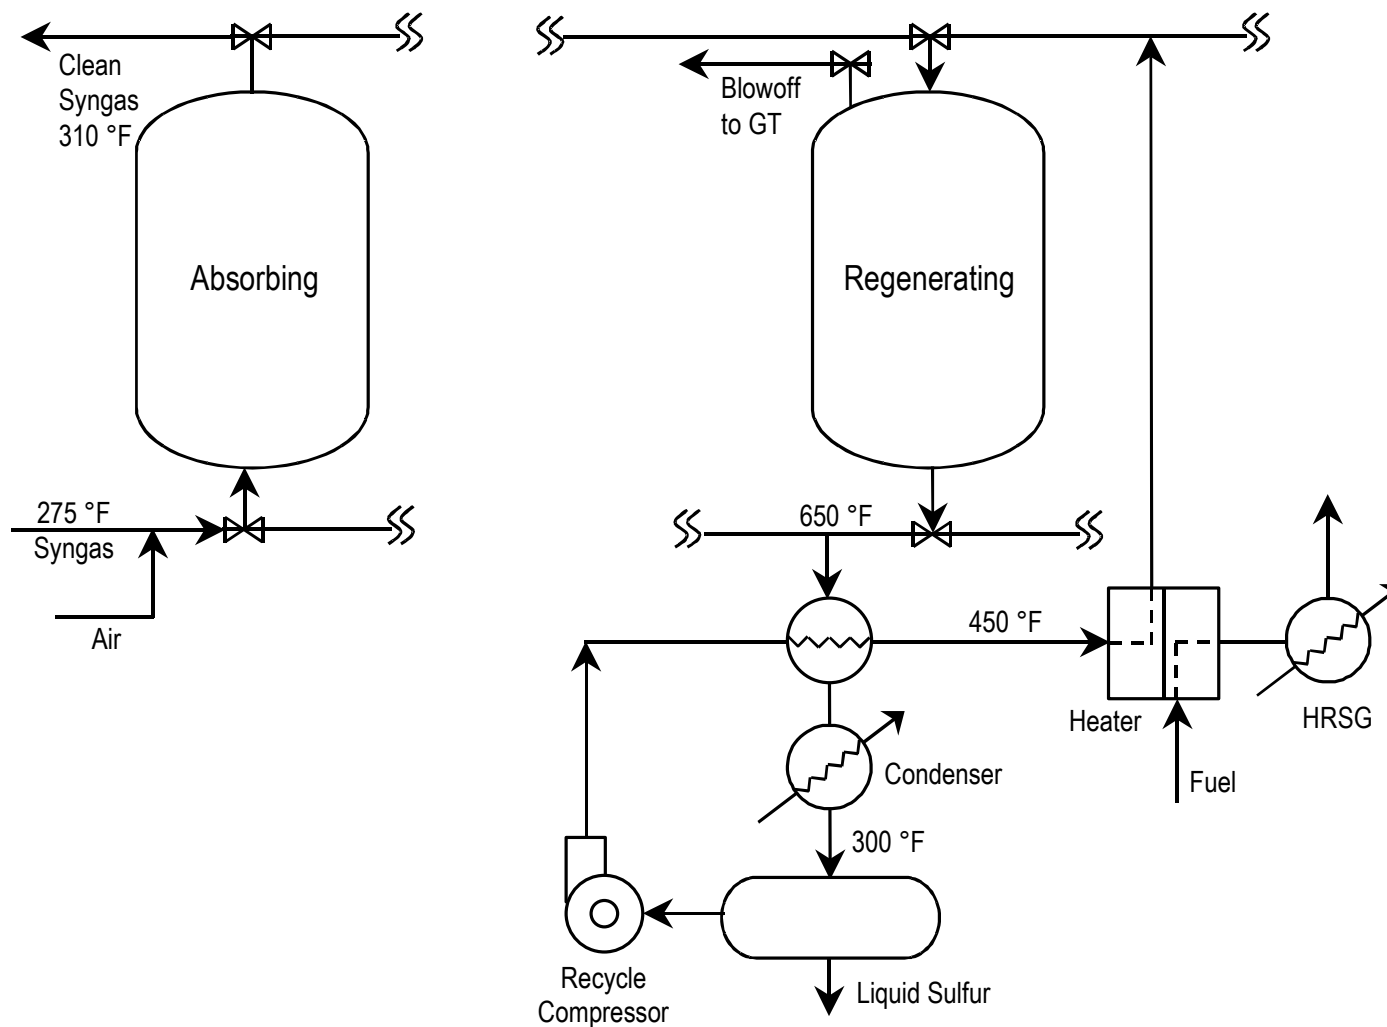 Clean
Syngas
310 °F
Blowoff
to GT
Absorbing
Regenerating
275 °F
Syngas
Air
650 °F
450 °F
Heater
HRSG
Fuel
Condenser
300 °F
Recycle
Compressor
Liquid Sulfur